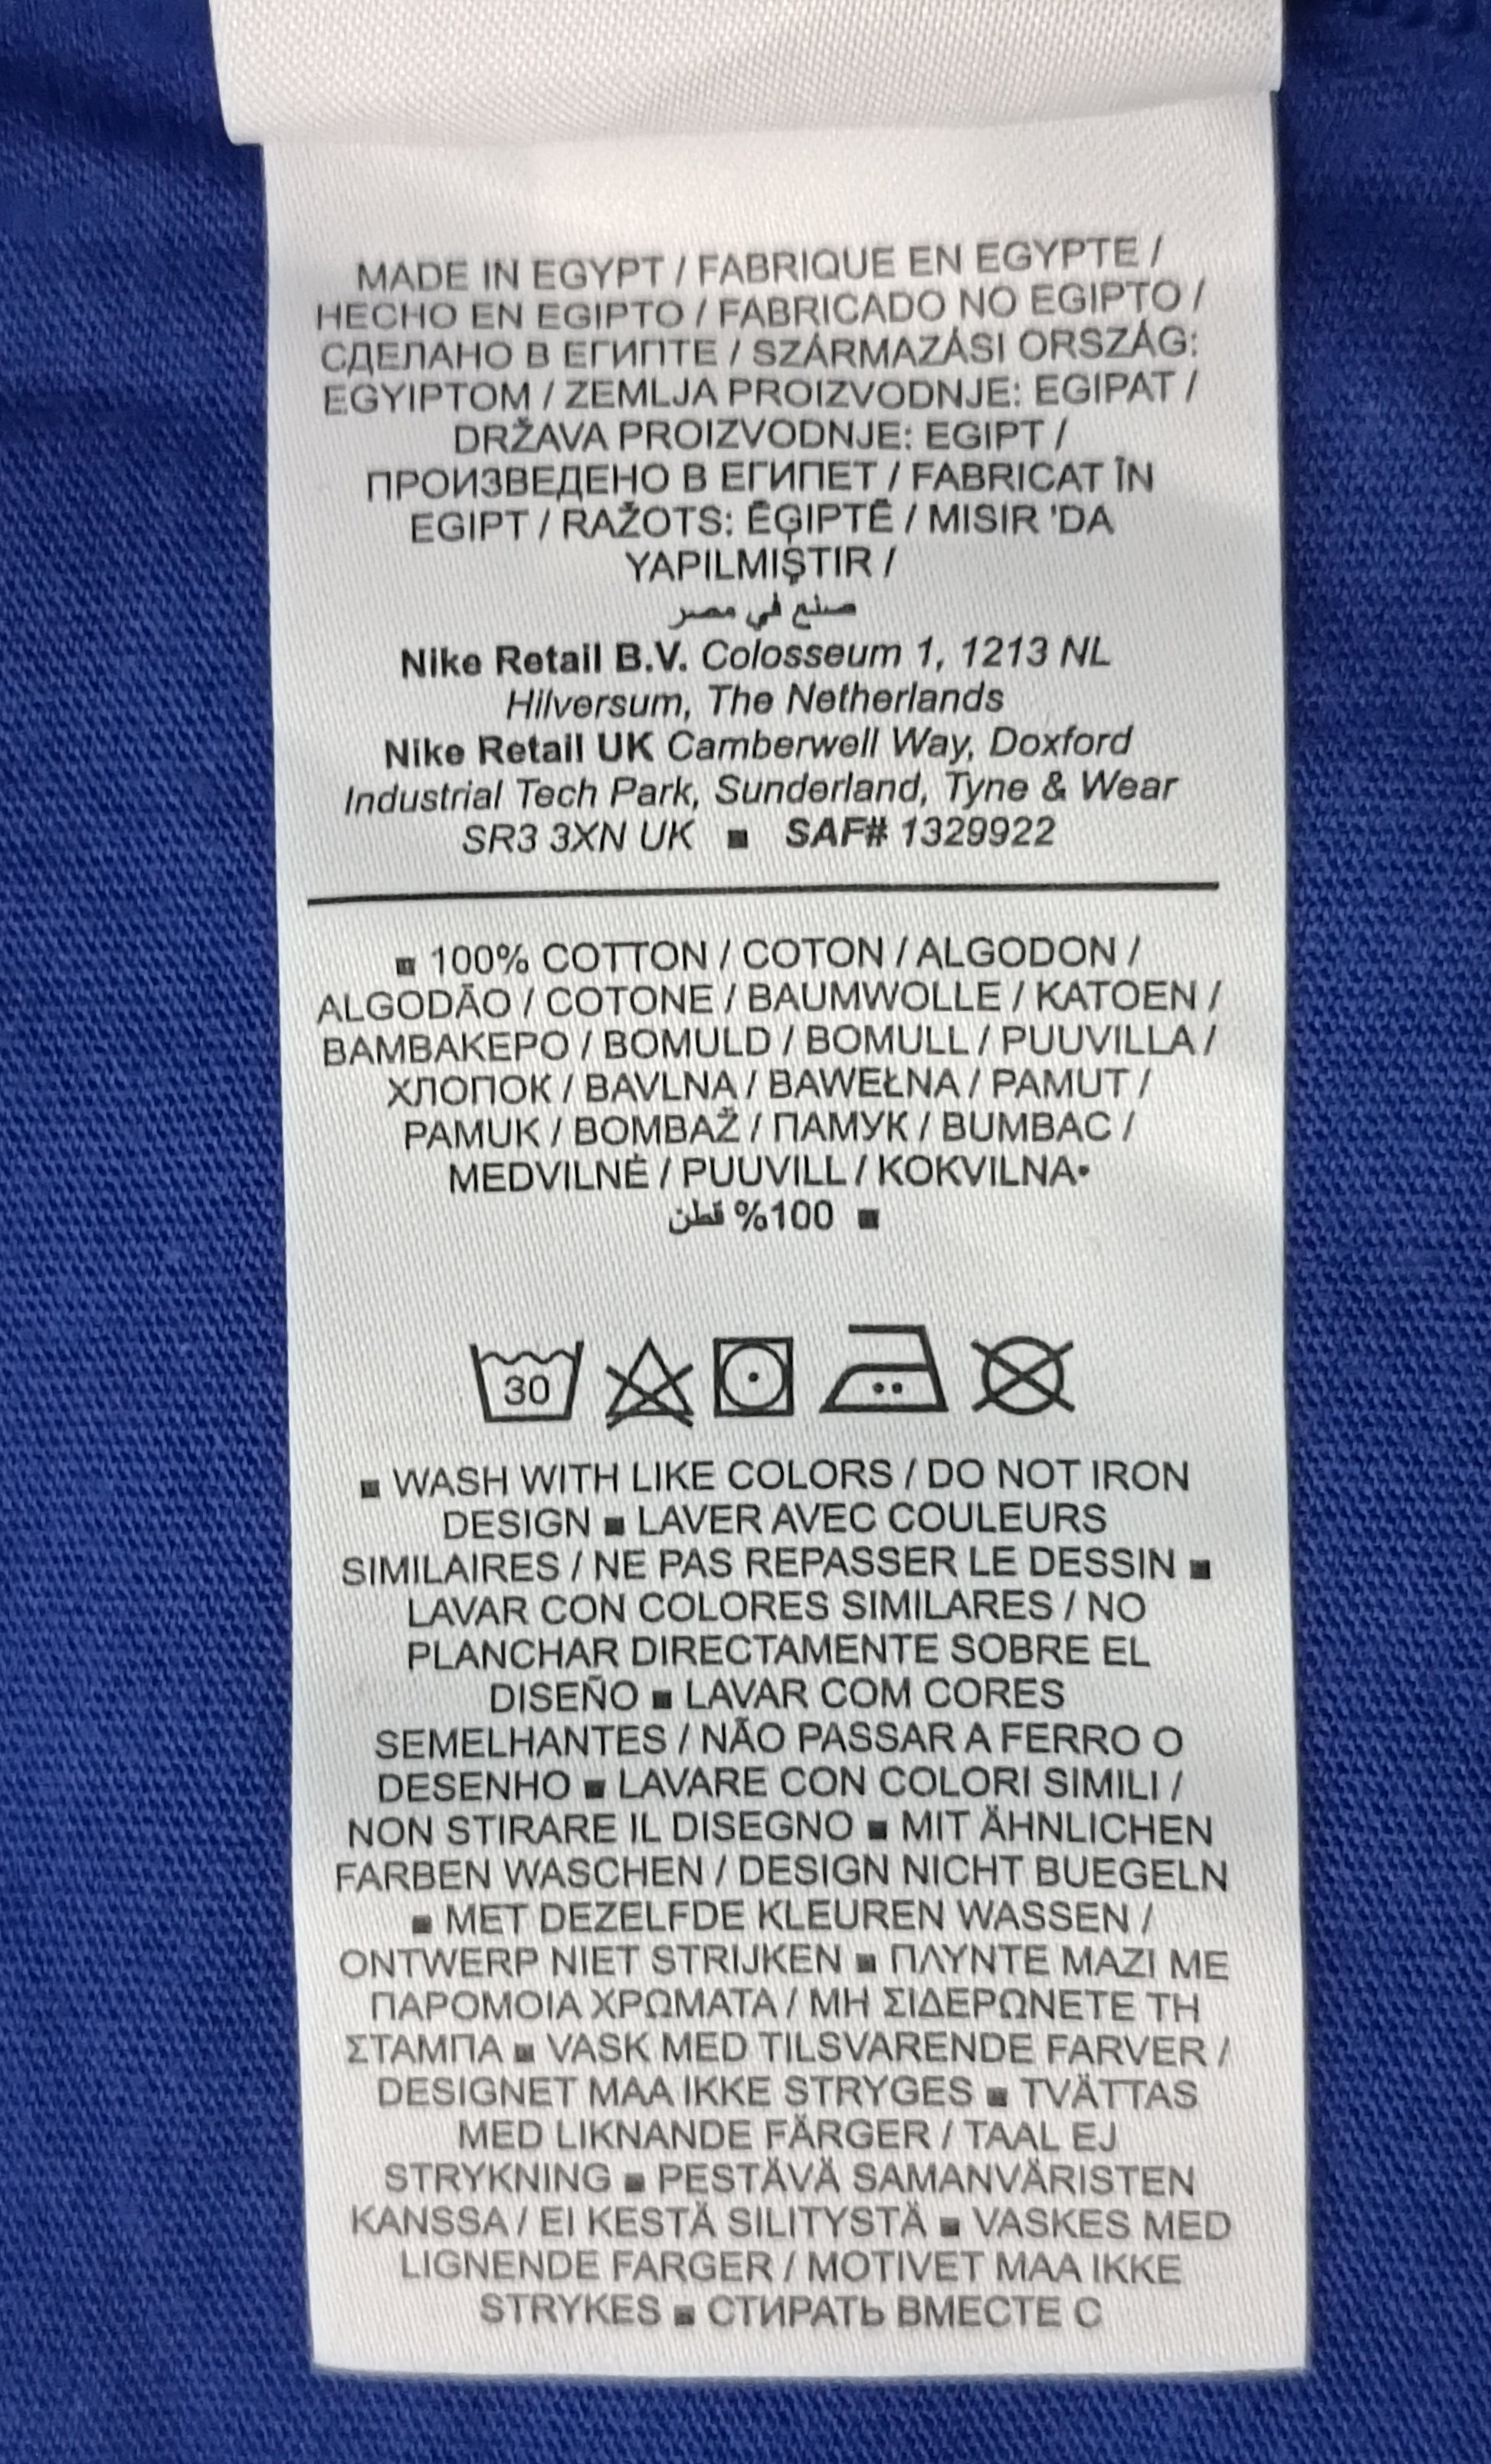 MADE IN EGYPT / FABRIQUE EN EGYPTE /
HECHO EN EGIPTO / FABRICADO NO EGIPTO /
СДЕЛАНО В ЕГИПТЕ / SZÁRMAZÁSI ORSZÁG:
EGYIPTOM / ZEMLJA PROIZVODNJE: EGIPAT /
DRŽAVA PROIZVODNJE: EGIPT /
ПРОИЗВЕДЕНО В ЕГИПЕТ / FABRICAT ÎN
EGIPT / RAŽOTS: ĒĢIPTĒ / MISIR 'DA
YAPILMIŞTIR /
صنع في مصر
Nike Retail B.V. Colosseum 1, 1213 NL
Hilversum, The Netherlands
Nike Retail UK Camberwell Way, Doxford
Industrial Tech Park, Sunderland, Tyne & Wear
SR3 3XN UK ■ SAF# 1329922
■ 100% COTTON / COTON / ALGODON /
ALGODÃO / COTONE / BAUMWOLLE / KATOEN /
ΒΑΜΒΑΚΕΡΟ / BOMULD / BOMULL / PUUVILLA /
ХЛОПОК / BAVLNA / BAWEŁNA / PAMUT /
PAMUK / BOMBAŽ / ПАМУК / BUMBAC /
MEDVILNĖ / PUUVILL / KOKVILNA•
■ 100% قطن
30
■ WASH WITH LIKE COLORS / DO NOT IRON
DESIGN ■ LAVER AVEC COULEURS
SIMILAIRES / NE PAS REPASSER LE DESSIN ■
LAVAR CON COLORES SIMILARES / NO
PLANCHAR DIRECTAMENTE SOBRE EL
DISEÑO ■ LAVAR COM CORES
SEMELHANTES / NÃO PASSAR A FERRO O
DESENHO ■ LAVARE CON COLORI SIMILI /
NON STIRARE IL DISEGNO ■ MIT ÄHNLICHEN
FARBEN WASCHEN / DESIGN NICHT BUEGELN
■ MET DEZELFDE KLEUREN WASSEN /
ONTWERP NIET STRIJKEN ■ ΠΛΥΝΤΕ ΜΑΖΙ ΜΕ
ΠΑΡΟΜΟΙΑ ΧΡΩΜΑΤΑ / ΜΗ ΣΙΔΕΡΩΝΕΤΕ ΤΗ
ΣΤΑΜΠΑ ■ VASK MED TILSVARENDE FARVER /
DESIGNET MAA IKKE STRYGES ■ TVÄTTAS
MED LIKNANDE FÄRGER / TAAL EJ
STRYKNING ■ PESTÄVÄ SAMANVÄRISTEN
KANSSA / EI KESTÄ SILITYSTÄ ■ VASKES MED
LIGNENDE FARGER / MOTIVET MAA IKKE
STRYKES ■ СТИРАТЬ ВМЕСТЕ С